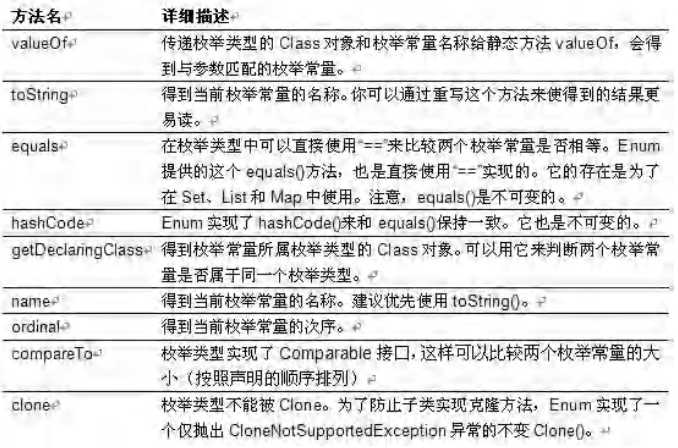 方法名 详细描述
valueOf 传递枚举类型的 Class 对象和枚举常量名称给静态方法 valueOf，会得
到与参数匹配的枚举常量。
toString 得到当前枚举常量的名称。你可以通过重写这个方法来使得到的结果更
易读。
equals 在枚举类型中可以直接使用“==”来比较两个枚举常量是否相等。Enum
提供的这个 equals()方法，也是直接使用“==”实现的。它的存在是为了
在 Set、List 和 Map 中使用。注意，equals()是不可变的。
hashCode Enum 实现了 hashCode()来和 equals()保持一致。它也是不可变的。
getDeclaringClass 得到枚举常量所属枚举类型的 Class 对象。可以用它来判断两个枚举常
量是否属于同一个枚举类型。
name 得到当前枚举常量的名称。建议优先使用 toString()。
ordinal 得到当前枚举常量的次序。
compareTo 枚举类型实现了 Comparable 接口，这样可以比较两个枚举常量的大
小（按照声明的顺序排列）
clone 枚举类型不能被 Clone。为了防止子类实现克隆方法，Enum 实现了一
个仅抛出 CloneNotSupportedException 异常的不变 Clone()。